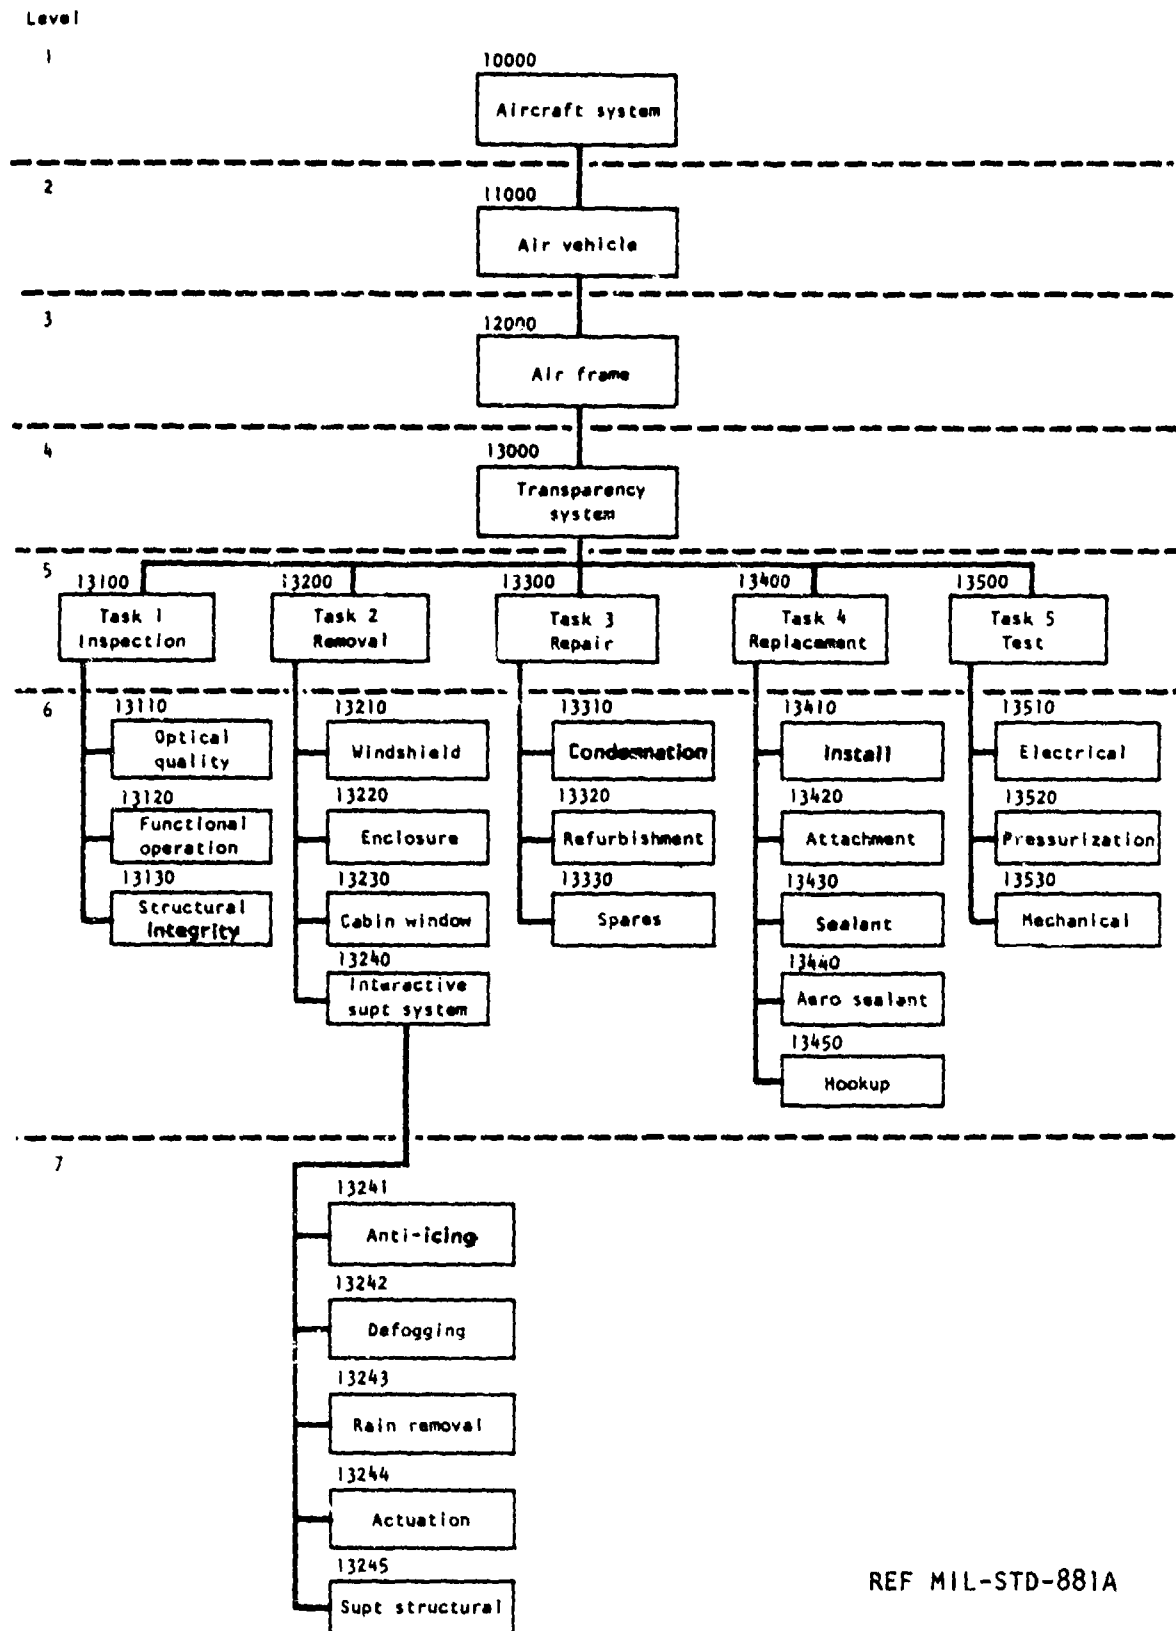 Level
1
10000
Aircraft system
2
11000
Air vehicle
3
12000
Air frame
4
13000
Transparency
system
5
13100
Task 1
Inspection
13200
Task 2
Removal
13300
Task 3
Repair
13400
Task 4
Replacement
13500
Task 5
Test
6
13110
Optical
quality
13120
Functional
operation
13130
Structural
Integrity
13210
Windshield
13220
Enclosure
13230
Cabin window
13240
Interactive
supt system
13310
Condemnation
13320
Refurbishment
13330
Spares
13410
Install
13420
Attachment
13430
Sealant
13440
Aero sealant
13450
Hookup
13510
Electrical
13520
Pressurization
13530
Mechanical
7
13241
Anti-icing
13242
Defogging
13243
Rain removal
13244
Actuation
13245
Supt structural
REF MIL-STD-881A